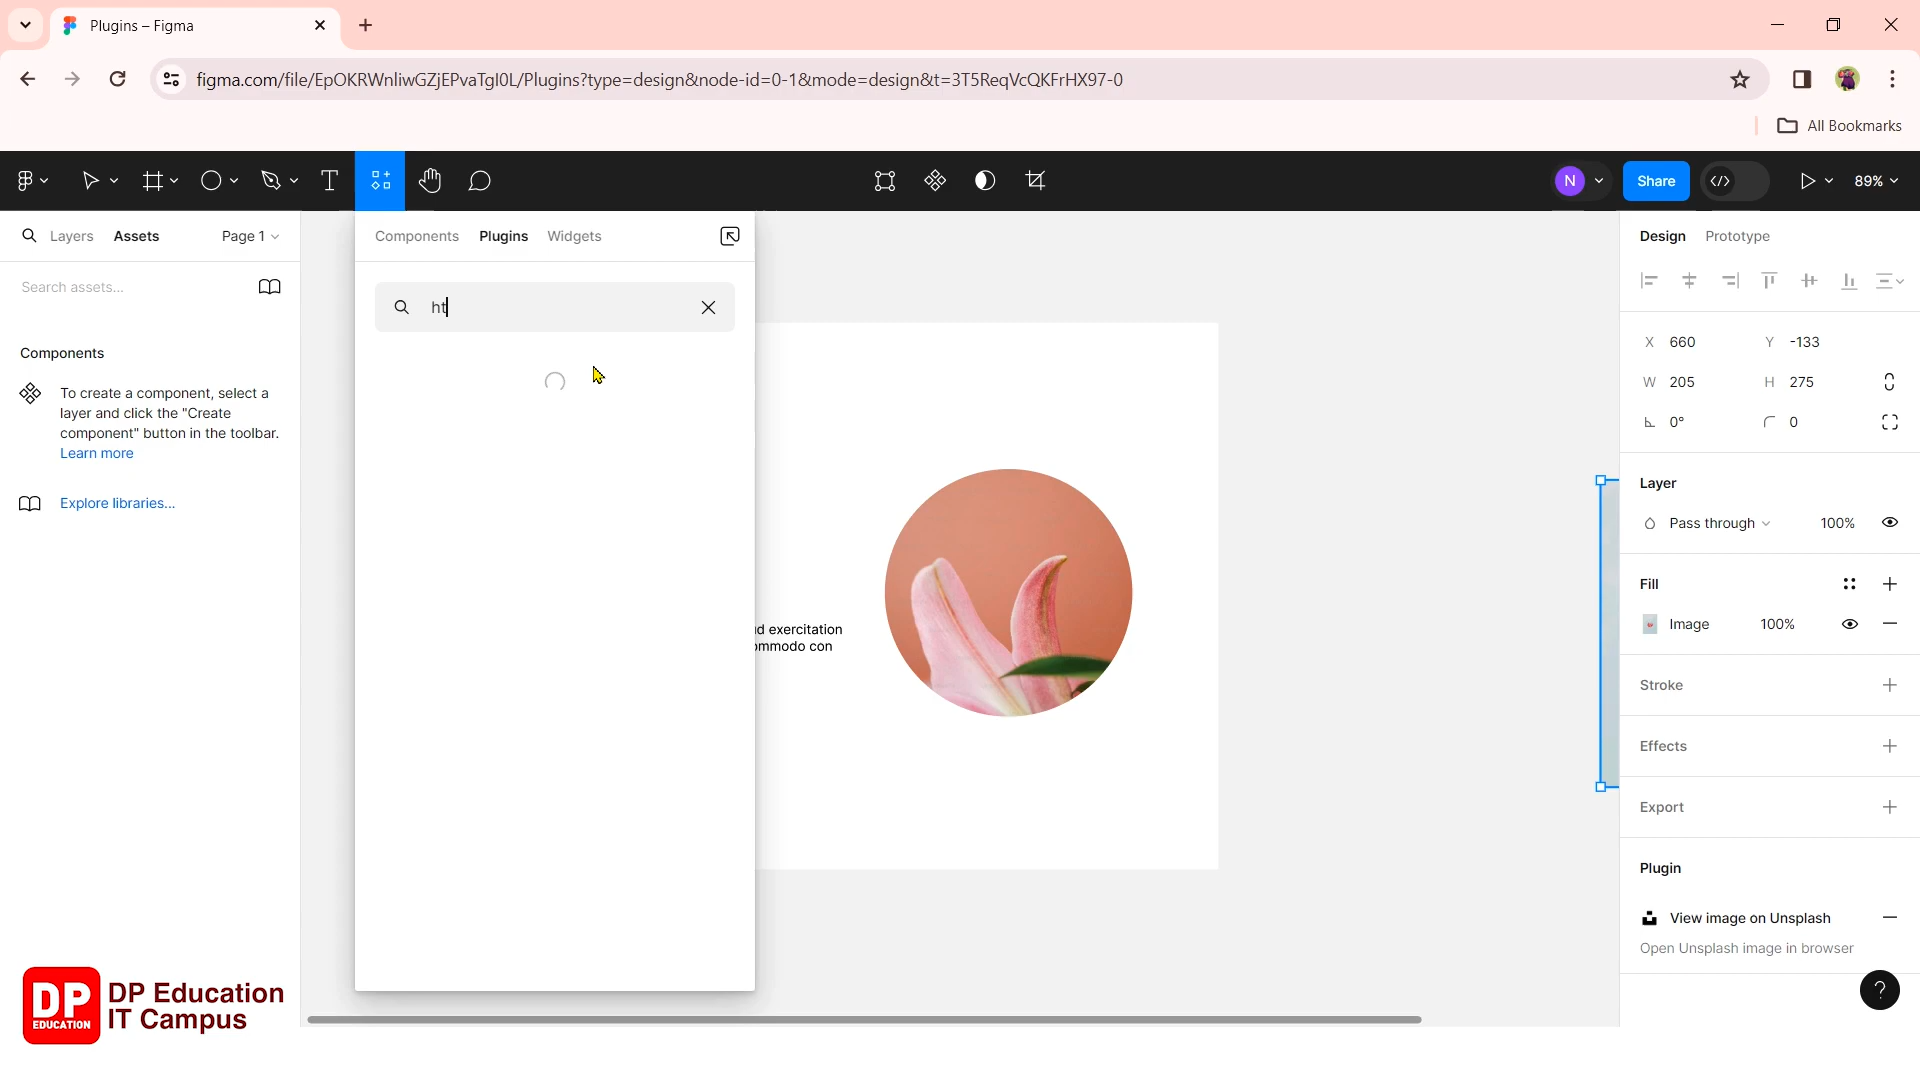 Plugins – Figma
figma.com/file/EpOKRWnliwGZjEPvaTgI0L/Plugins?type=design&node-id=0-1&mode=design&t=3T5ReqVcQKFrHX97-0
All Bookmarks
N
Share
89%
Layers
Assets
Page 1
Components
Plugins
Widgets
Design
Prototype
Search assets...
ht
Components
To create a component, select a
layer and click the "Create
component" button in the toolbar.
Learn more
Explore libraries...
ud exercitation
ommodo con
X 660
Y -133
W 205
H 275
0°
0
Layer
Pass through
100%
Fill
Image
100%
Stroke
Effects
Export
Plugin
View image on Unsplash
Open Unsplash image in browser
?
DP
EDUCATION
DP Education
IT Campus